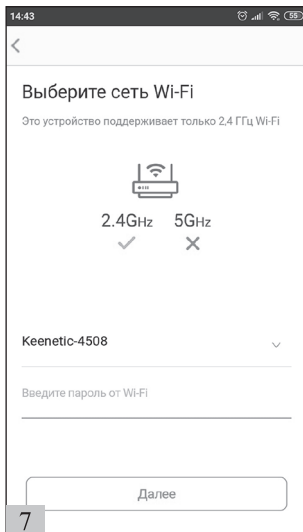 14:43
55
Выберите сеть Wi-Fi
Это устройство поддерживает только 2,4 ГГц Wi-Fi
2.4GHz 5GHz
Keenetic-4508
Введите пароль от Wi-Fi
Далее
7